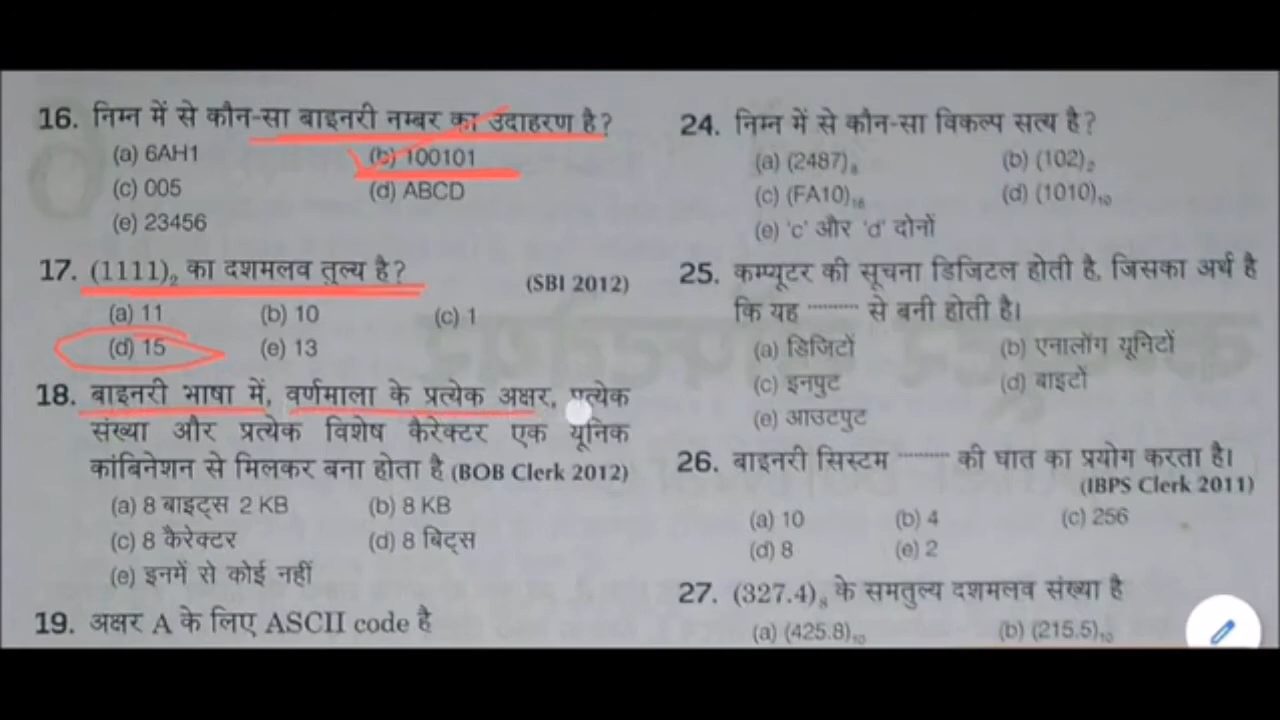 16. निम्न में से कौन-सा बाइनरी नम्बर का उदाहरण है?
(a) 6AH1 (b) 100101
(c) 005 (d) ABCD
(e) 23456
17. (1111)₂ का दशमलव तुल्य है? (SBI 2012)
(a) 11 (b) 10 (c) 1
(d) 15 (e) 13
18. बाइनरी भाषा में, वर्णमाला के प्रत्येक अक्षर, प्रत्येक
संख्या और प्रत्येक विशेष कैरेक्टर एक यूनिक
कांबिनेशन से मिलकर बना होता है (BOB Clerk 2012)
(a) 8 बाइट्स 2 KB (b) 8 KB
(c) 8 कैरेक्टर (d) 8 बिट्स
(e) इनमें से कोई नहीं
19. अक्षर A के लिए ASCII code है
24. निम्न में से कौन-सा विकल्प सत्य है?
(a) (2487)₈ (b) (102)₂
(c) (FA10)₁₆ (d) (1010)₁₀
(e) 'c' और 'd' दोनों
25. कम्प्यूटर की सूचना डिजिटल होती है, जिसका अर्थ है
कि यह ········· से बनी होती है।
(a) डिजिटों (b) एनालॉग यूनिटों
(c) इनपुट (d) बाइटों
(e) आउटपुट
26. बाइनरी सिस्टम ········· की घात का प्रयोग करता है।
(IBPS Clerk 2011)
(a) 10 (b) 4 (c) 256
(d) 8 (e) 2
27. (327.4)₈ के समतुल्य दशमलव संख्या है
(a) (425.8)₁₀ (b) (215.5)₁₀